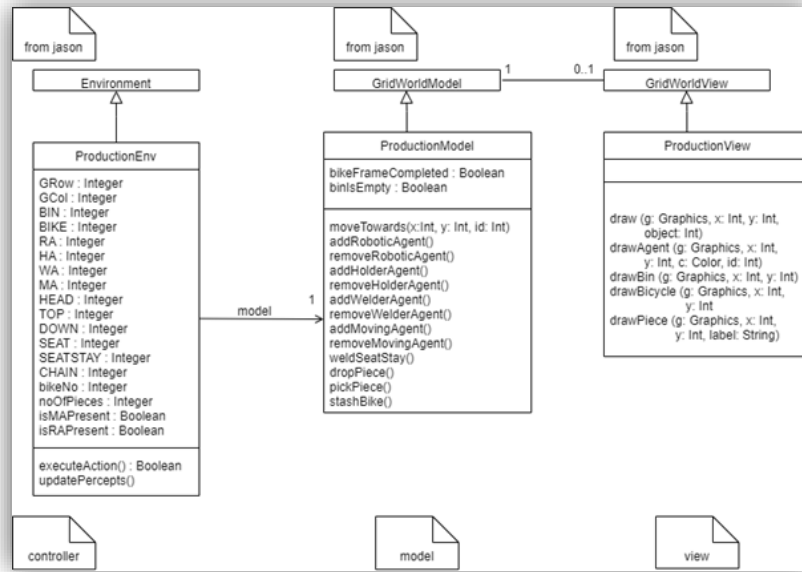 from jason
from jason
from jason
Environment
GridWorldModel
1
0..1
GridWorldView
ProductionEnv
GRow : Integer
GCol : Integer
BIN : Integer
BIKE : Integer
RA : Integer
HA : Integer
WA : Integer
MA : Integer
HEAD : Integer
TOP : Integer
DOWN : Integer
SEAT : Integer
SEATSTAY : Integer
CHAIN : Integer
bikeNo : Integer
noOfPieces : Integer
isMAPresent : Boolean
isRAPresent : Boolean
executeAction() : Boolean
updatePercepts()
model
1
ProductionModel
bikeFrameCompleted : Boolean
binIsEmpty : Boolean
moveTowards(x:Int, y: Int, id: Int)
addRoboticAgent()
removeRoboticAgent()
addHolderAgent()
removeHolderAgent()
addWelderAgent()
removeWelderAgent()
addMovingAgent()
removeMovingAgent()
weldSeatStay()
dropPiece()
pickPiece()
stashBike()
ProductionView
draw (g: Graphics, x: Int, y: Int,
object: Int)
drawAgent (g: Graphics, x: Int,
y: Int, c: Color, id: Int)
drawBin (g: Graphics, x: Int, y: Int)
drawBicycle (g: Graphics, x: Int,
y: Int
drawPiece (g: Graphics, x: Int,
y: Int, label: String)
controller
model
view